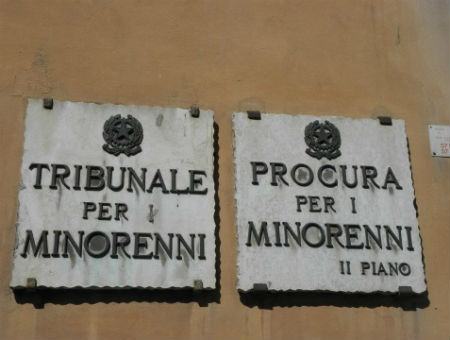 TRIBUNALE
PER I
MINORENNI
PROCURA
PER I
MINORENNI
II PIANO